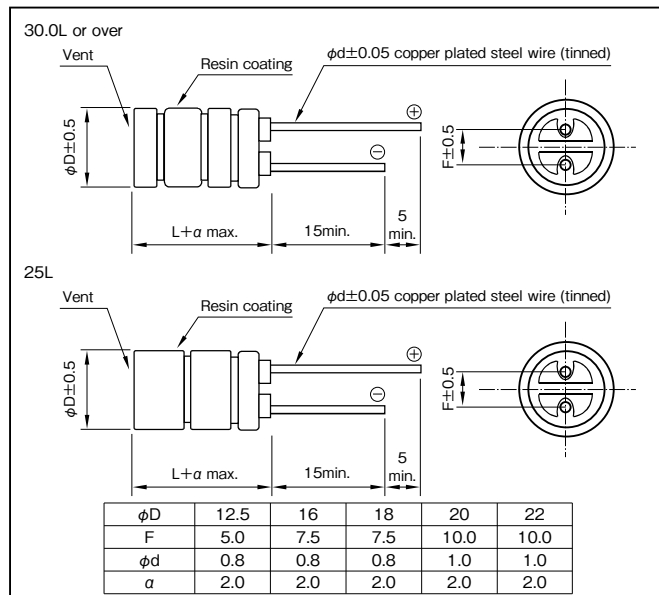 30.0L or over
Vent
Resin coating
ϕd±0.05 copper plated steel wire (tinned)
⊕
⊖
ϕD±0.5
F±0.5
L+α max.
15min.
5
min.
25L
Vent
Resin coating
ϕd±0.05 copper plated steel wire (tinned)
⊕
⊖
ϕD±0.5
F±0.5
L+α max.
15min.
5
min.
ϕD 12.5 16 18 20 22
F 5.0 7.5 7.5 10.0 10.0
ϕd 0.8 0.8 0.8 1.0 1.0
α 2.0 2.0 2.0 2.0 2.0